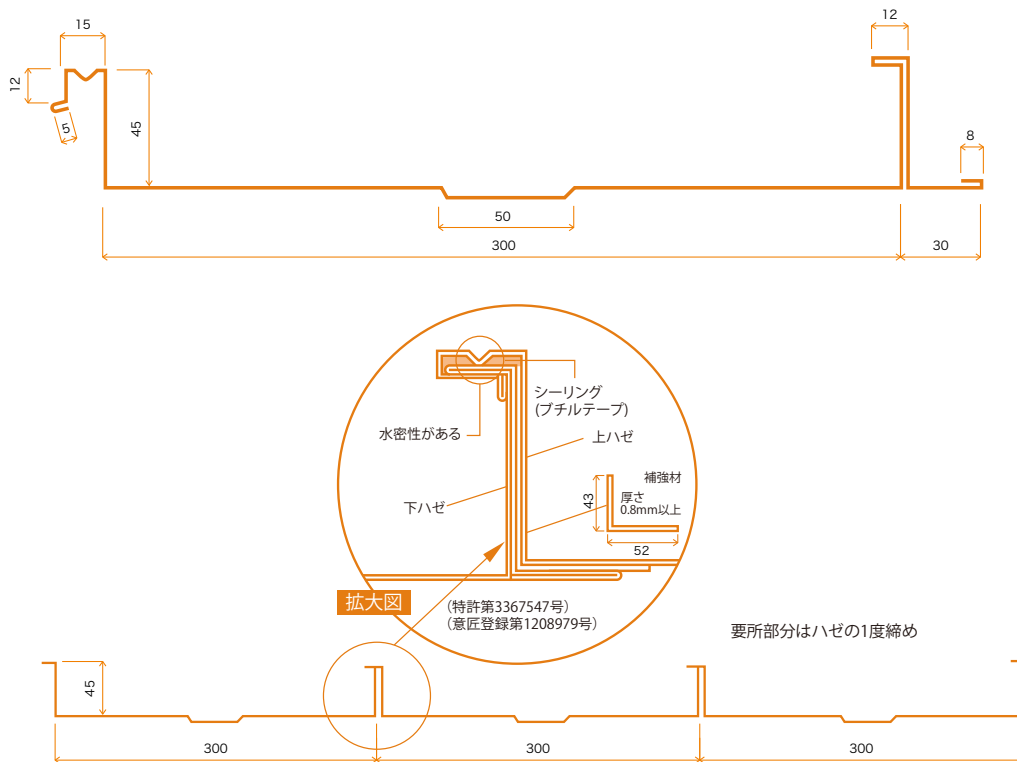 15
12
12
5
45
8
50
300
30
シーリング
(ブチルテープ)
水密性がある
上ハゼ
補強材
43
厚さ
0.8mm以上
下ハゼ
52
拡大図
(特許第3367547号)
(意匠登録第1208979号)
要所部分はハゼの1度締め
45
300
300
300